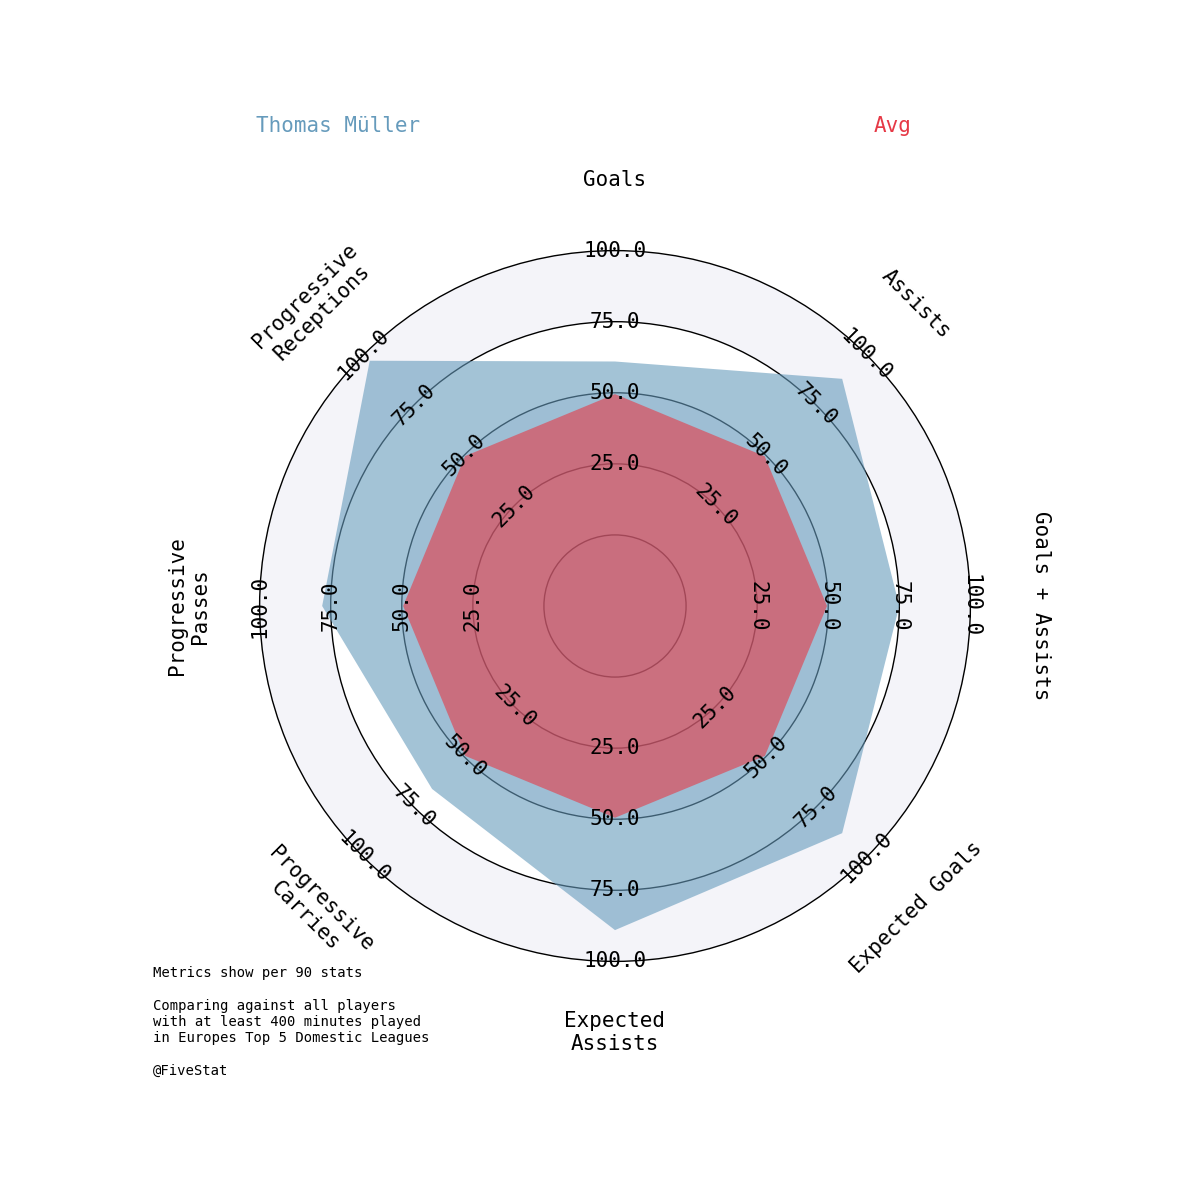 Thomas Müller
Avg
Goals
Assists
Goals + Assists
Expected Goals
Expected
Assists
Progressive
Carries
Progressive
Passes
Progressive
Receptions
25.0
50.0
75.0
100.0
25.0
50.0
75.0
100.0
25.0
50.0
75.0
100.0
25.0
50.0
75.0
100.0
25.0
50.0
75.0
100.0
25.0
50.0
75.0
100.0
25.0
50.0
75.0
100.0
25.0
50.0
75.0
100.0
Metrics show per 90 stats
Comparing against all players
with at least 400 minutes played
in Europes Top 5 Domestic Leagues
@FiveStat